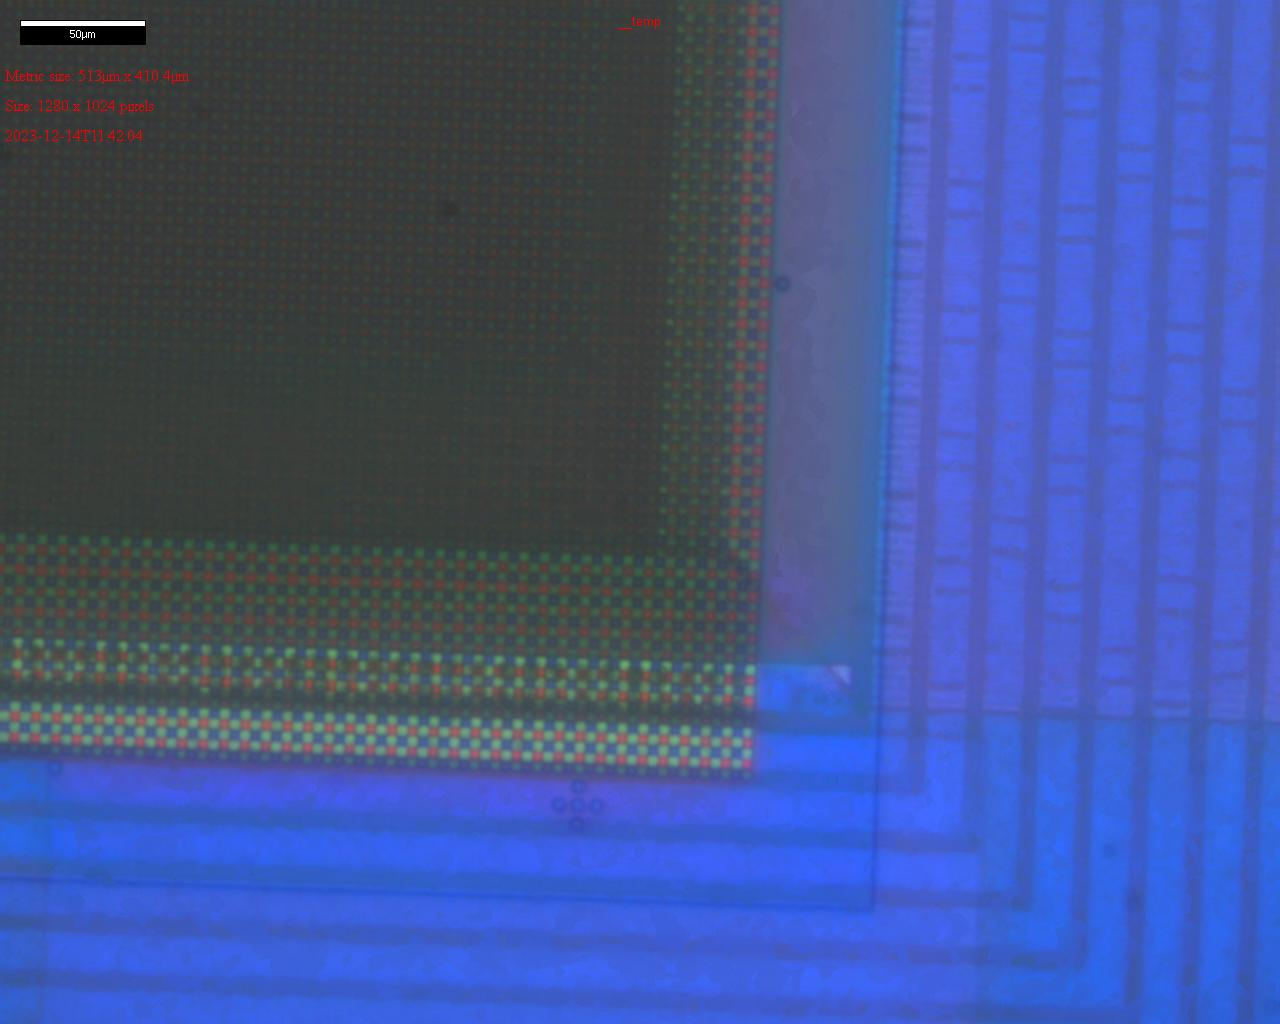 50µm
__temp
Metric size: 513µm x 410.4µm
Size: 1280 x 1024 pixels
2023-12-14T11:42:04